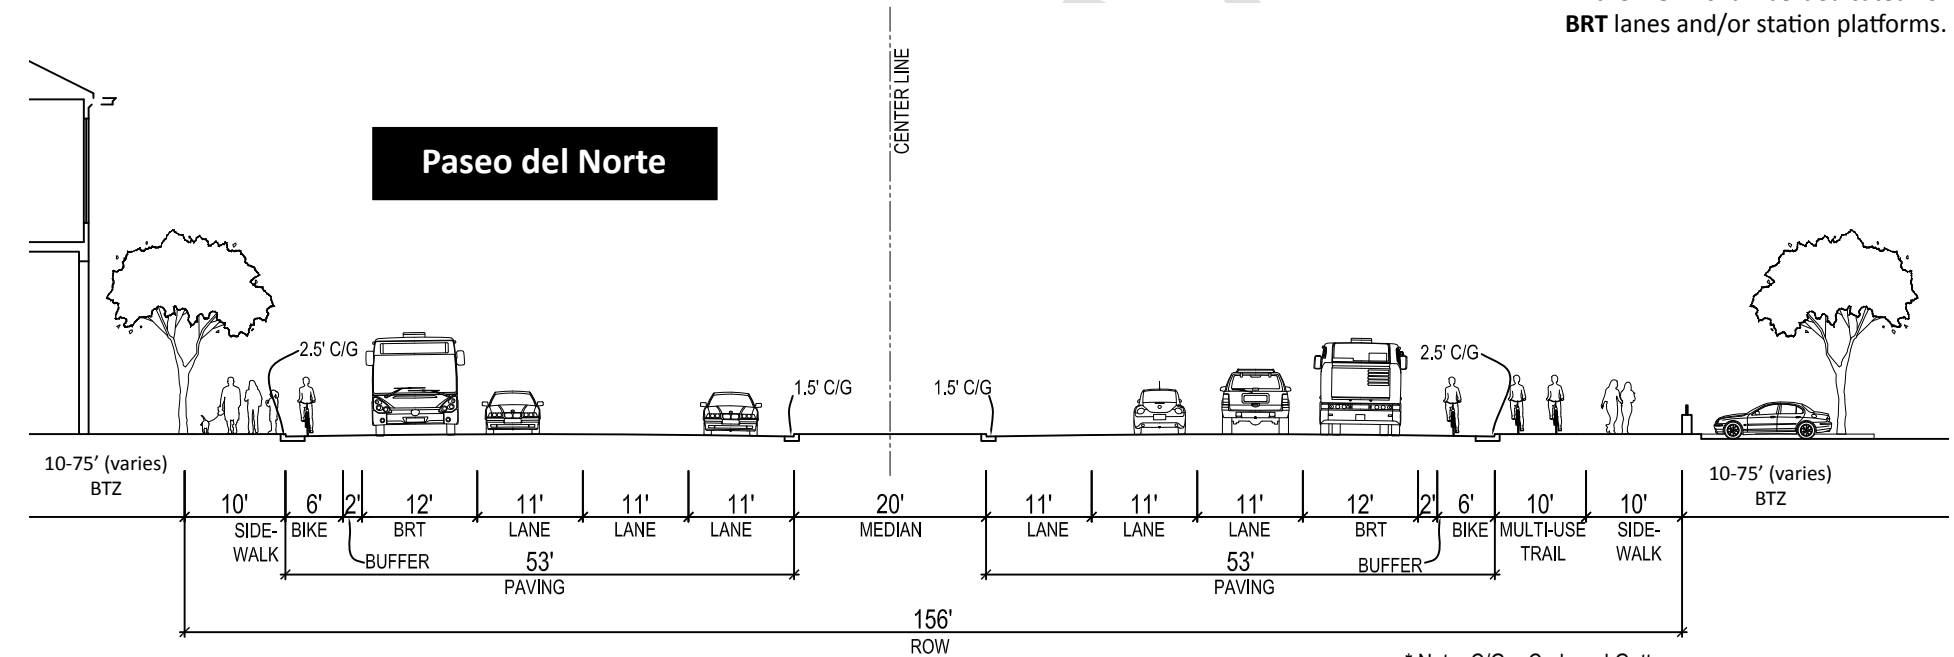 BRT lanes and/or station platforms.
CENTER LINE
Paseo del Norte
2.5' C/G
1.5' C/G
1.5' C/G
2.5' C/G
10-75' (varies)
BTZ
10-75' (varies)
BTZ
10' 6' 2' 12' 11' 11' 11' 20' 11' 11' 11' 12' 2' 6' 10' 10'
SIDE- BIKE BRT LANE LANE LANE MEDIAN LANE LANE LANE BRT BIKE MULTI-USE SIDE-
WALK BUFFER BUFFER TRAIL WALK
53' 53'
PAVING PAVING
156'
ROW